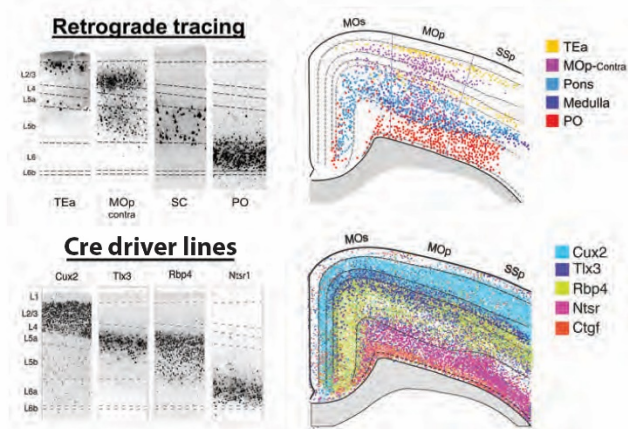 Retrograde tracing
L2/3
L4
L5a
L5b
L6
L6b
TEa
MOp
contra
SC
PO
MOs
MOp
SSp
TEa
MOp-Contra
Pons
Medulla
PO
Cre driver lines
Cux2
Tlx3
Rbp4
Ntsr1
L1
L2/3
L4
L5a
L5b
L6a
L6b
MOs
MOp
SSp
Cux2
Tlx3
Rbp4
Ntsr
Ctgf